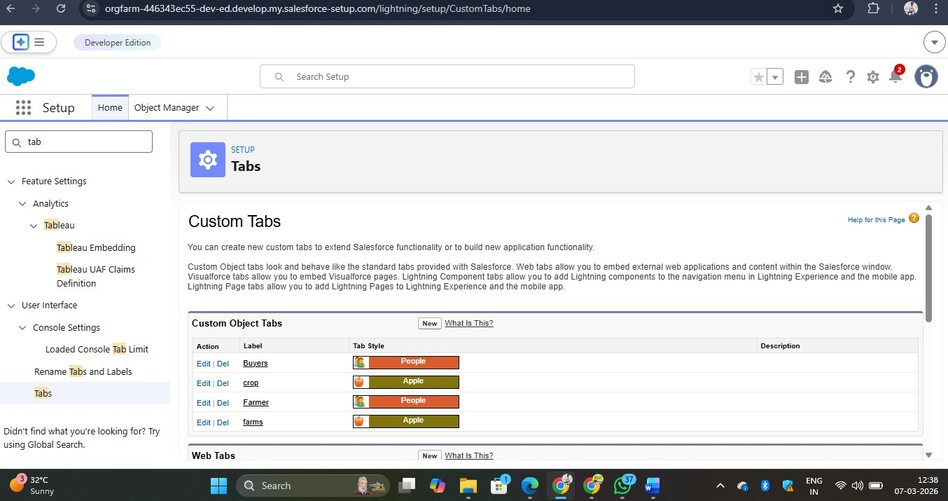 orgfarm-446343ec55-dev-ed.develop.my.salesforce-setup.com/lightning/setup/CustomTabs/home
Developer Edition
Search Setup
2
Setup
Home
Object Manager
tab
SETUP
Tabs
Feature Settings
Analytics
Tableau
Tableau Embedding
Tableau UAF Claims
Definition
User Interface
Console Settings
Loaded Console Tab Limit
Rename Tabs and Labels
Tabs
Didn't find what you're looking for? Try
using Global Search.
Custom Tabs
Help for this Page
You can create new custom tabs to extend Salesforce functionality or to build new application functionality.
Custom Object tabs look and behave like the standard tabs provided with Salesforce. Web tabs allow you to embed external web applications and content within the Salesforce window.
Visualforce tabs allow you to embed Visualforce pages. Lightning Component tabs allow you to add Lightning components to the navigation menu in Lightning Experience and the mobile app.
Lightning Page tabs allow you to add Lightning Pages to Lightning Experience and the mobile app.
Custom Object Tabs New What Is This?
Action Label Tab Style Description
Edit | Del Buyers People
Edit | Del crop Apple
Edit | Del Farmer People
Edit | Del farms Apple
Web Tabs New What Is This?
3
32°C
Sunny
Search
1
37
ENG
IN
12:38
07-03-2026